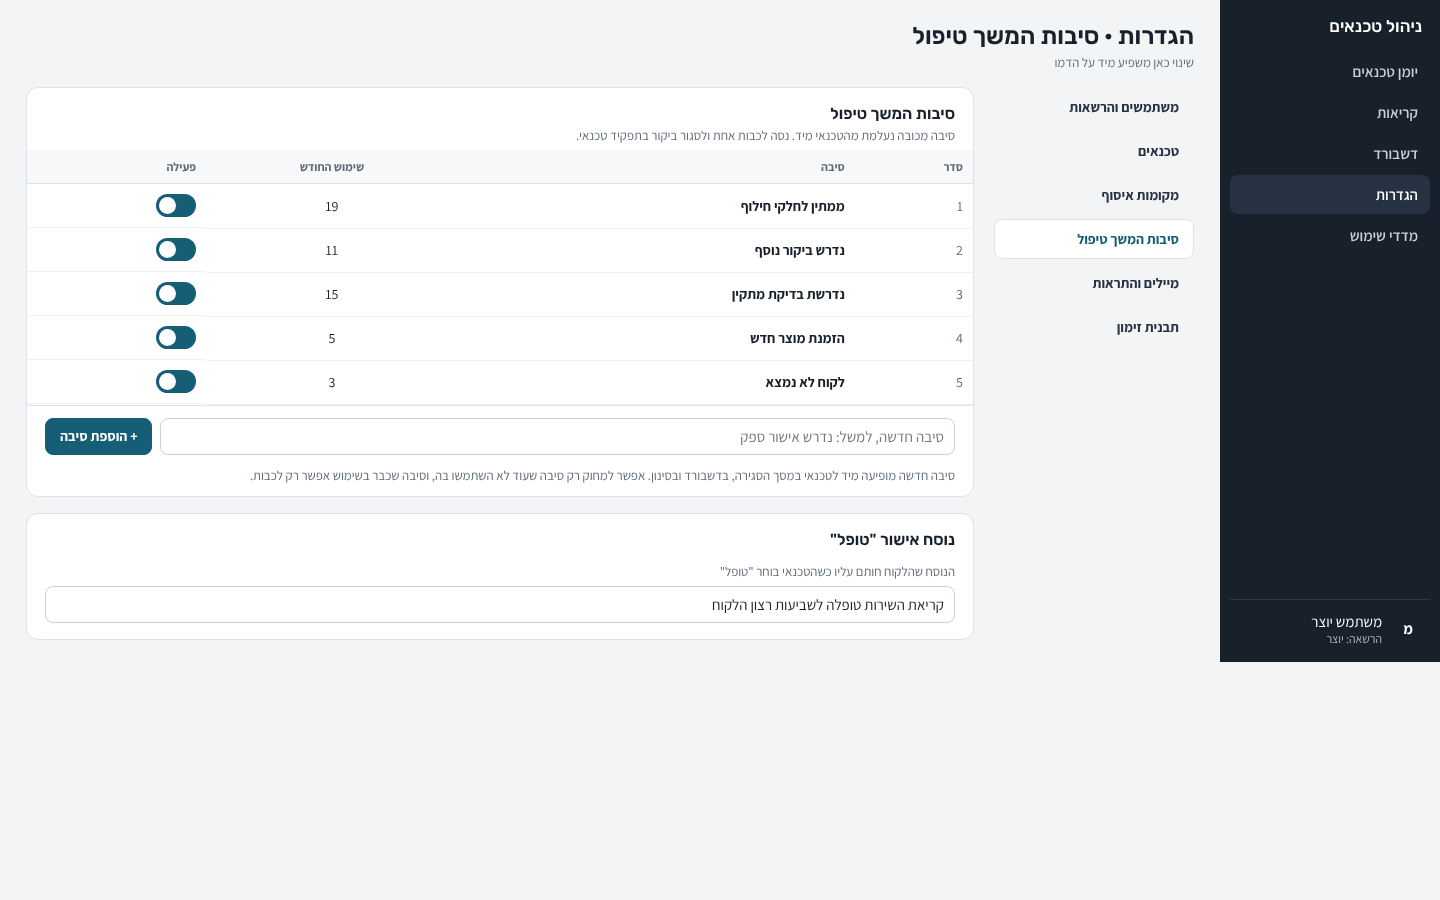 ניהול טכנאים
יומן טכנאים
קריאות
דשבורד
הגדרות
מדדי שימוש
מ
משתמש יוצר
הרשאה: יוצר
הגדרות • סיבות המשך טיפול
שינוי כאן משפיע מיד על הדמו
משתמשים והרשאות
טכנאים
מקומות איסוף
סיבות המשך טיפול
מיילים והתראות
תבנית זימון
סיבות המשך טיפול
סיבה מכובה נעלמת מהטכנאי מיד. נסה לכבות אחת ולסגור ביקור בתפקיד טכנאי.
סדר סיבה שימוש החודש פעילה
1 ממתין לחלקי חילוף 19
2 נדרש ביקור נוסף 11
3 נדרשת בדיקת מתקין 15
4 הזמנת מוצר חדש 5
5 לקוח לא נמצא 3
סיבה חדשה, למשל: נדרש אישור ספק
+ הוספת סיבה
סיבה חדשה מופיעה מיד לטכנאי במסך הסגירה, בדשבורד ובסינון. אפשר למחוק רק סיבה שעוד לא השתמשו בה, וסיבה שכבר בשימוש אפשר רק לכבות.
נוסח אישור "טופל"
הנוסח שהלקוח חותם עליו כשהטכנאי בוחר "טופל"
קריאת השירות טופלה לשביעות רצון הלקוח